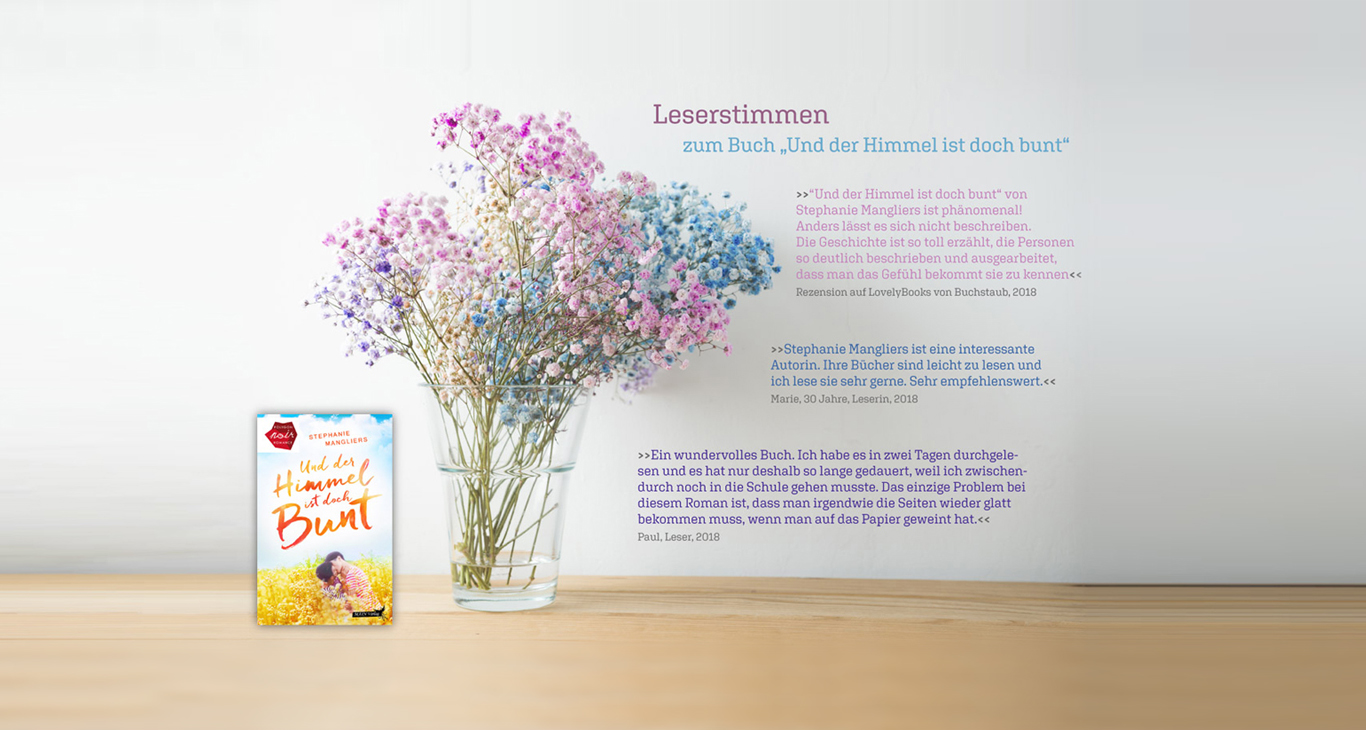 Leserstimmen
zum Buch „Und der Himmel ist doch bunt“
>>“Und der Himmel ist doch bunt“ von
Stephanie Mangliers ist phänomenal!
Anders lässt es sich nicht beschreiben.
Die Geschichte ist so toll erzählt, die Personen
so deutlich beschrieben und ausgearbeitet,
dass man das Gefühl bekommt sie zu kennen<<
Rezension auf LovelyBooks von Buchstaub, 2018
>>Stephanie Mangliers ist eine interessante
Autorin. Ihre Bücher sind leicht zu lesen und
ich lese sie sehr gerne. Sehr empfehlenswert.<<
Marie, 30 Jahre, Leserin, 2018
>>Ein wundervolles Buch. Ich habe es in zwei Tagen durchgele-
sen und es hat nur deshalb so lange gedauert, weil ich zwischen-
durch noch in die Schule gehen musste. Das einzige Problem bei
diesem Roman ist, dass man irgendwie die Seiten wieder glatt
bekommen muss, wenn man auf das Papier geweint hat.<<
Paul, Leser, 2018
noir
ROMANCE
STEPHANIE
MANGLIERS
Und der
Himmel
ist doch
Bunt